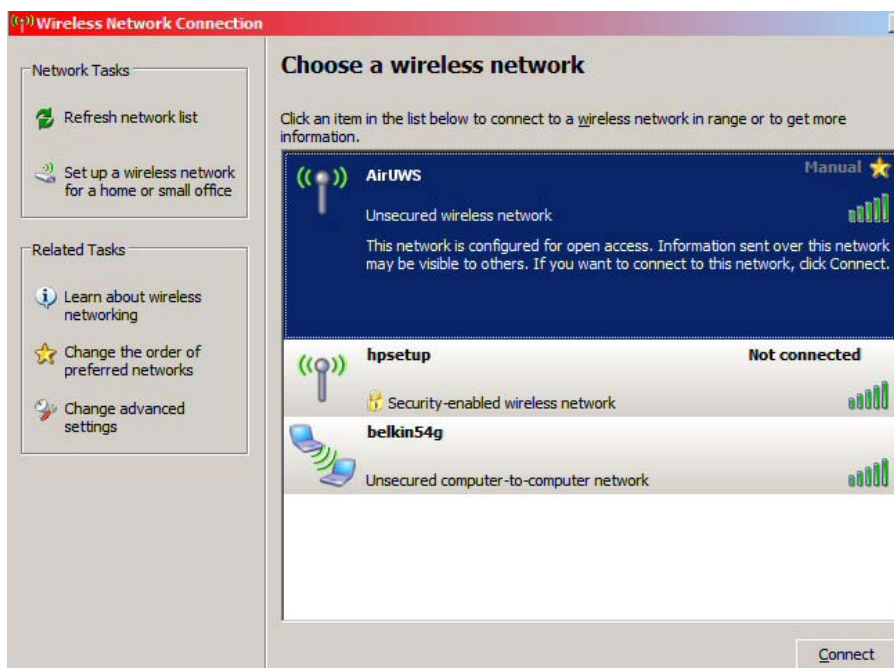 Wireless Network Connection
Network Tasks
Refresh network list
Set up a wireless network
for a home or small office
Related Tasks
Learn about wireless
networking
Change the order of
preferred networks
Change advanced
settings
Choose a wireless network
Click an item in the list below to connect to a wireless network in range or to get more
information.
AirUWS
Manual
Unsecured wireless network
This network is configured for open access. Information sent over this network
may be visible to others. If you want to connect to this network, click Connect.
hpsetup
Not connected
Security-enabled wireless network
belkin54g
Unsecured computer-to-computer network
Connect